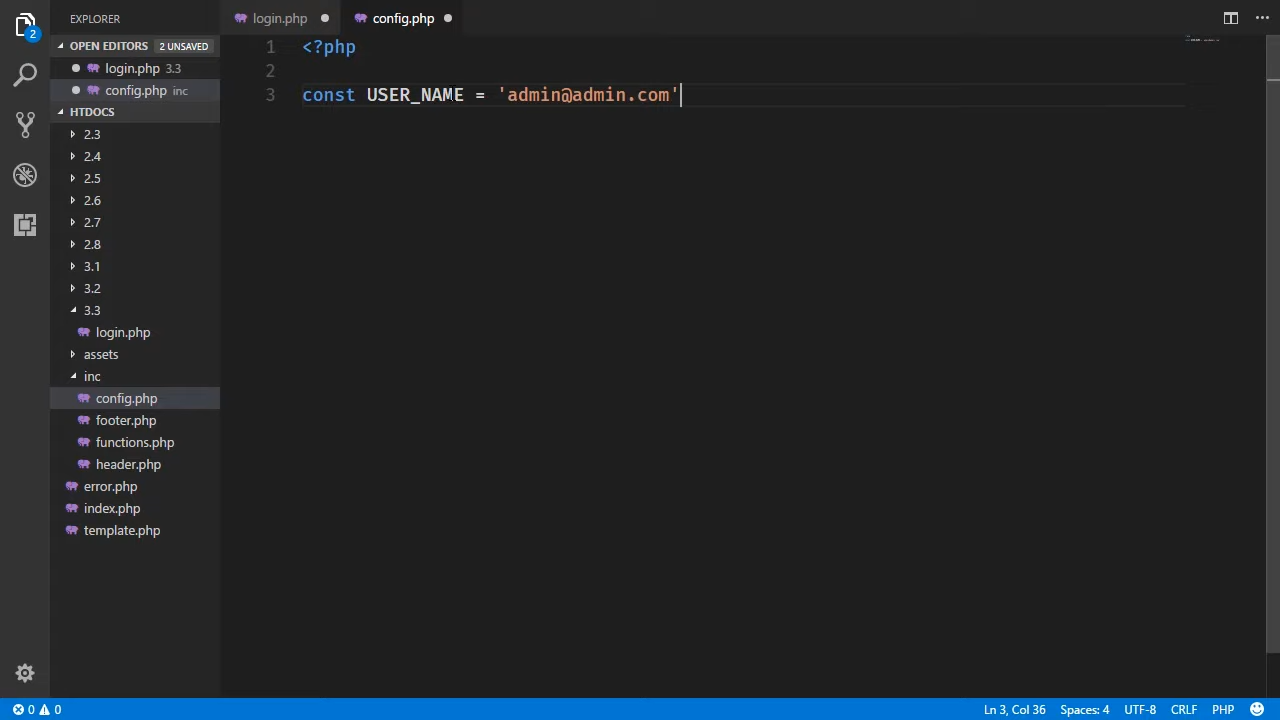 2
EXPLORER
OPEN EDITORS 2 UNSAVED
login.php 3.3
config.php inc
HTDOCS
2.3
2.4
2.5
2.6
2.7
2.8
3.1
3.2
3.3
login.php
assets
inc
config.php
footer.php
functions.php
header.php
error.php
index.php
template.php
login.php config.php
1 <?php
2
3 const USER_NAME = 'admin@admin.com'
0 0 Ln 3, Col 36 Spaces: 4 UTF-8 CRLF PHP